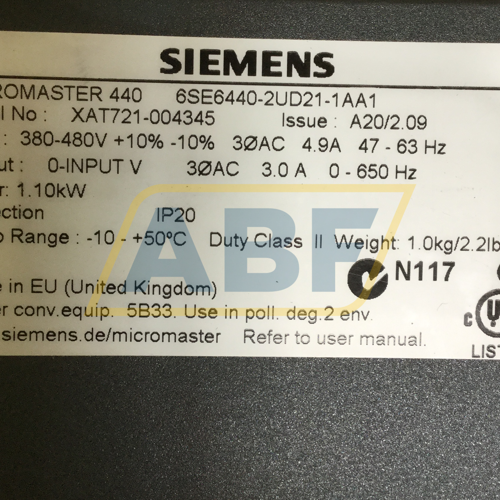 SIEMENS
ROMASTER 440 6SE6440-2UD21-1AA1
l No : XAT721-004345 Issue : A20/2.09
: 380-480V +10% -10% 3ØAC 4.9A 47 - 63 Hz
ut : 0-INPUT V 3ØAC 3.0 A 0 - 650 Hz
r: 1.10kW
ection IP20
p Range : -10 - +50ºC Duty Class II Weight: 1.0kg/2.2lb
ABF
N117
e in EU (United Kingdom)
er conv.equip. 5B33. Use in poll. deg.2 env.
c U
siemens.de/micromaster Refer to user manual.
LIST